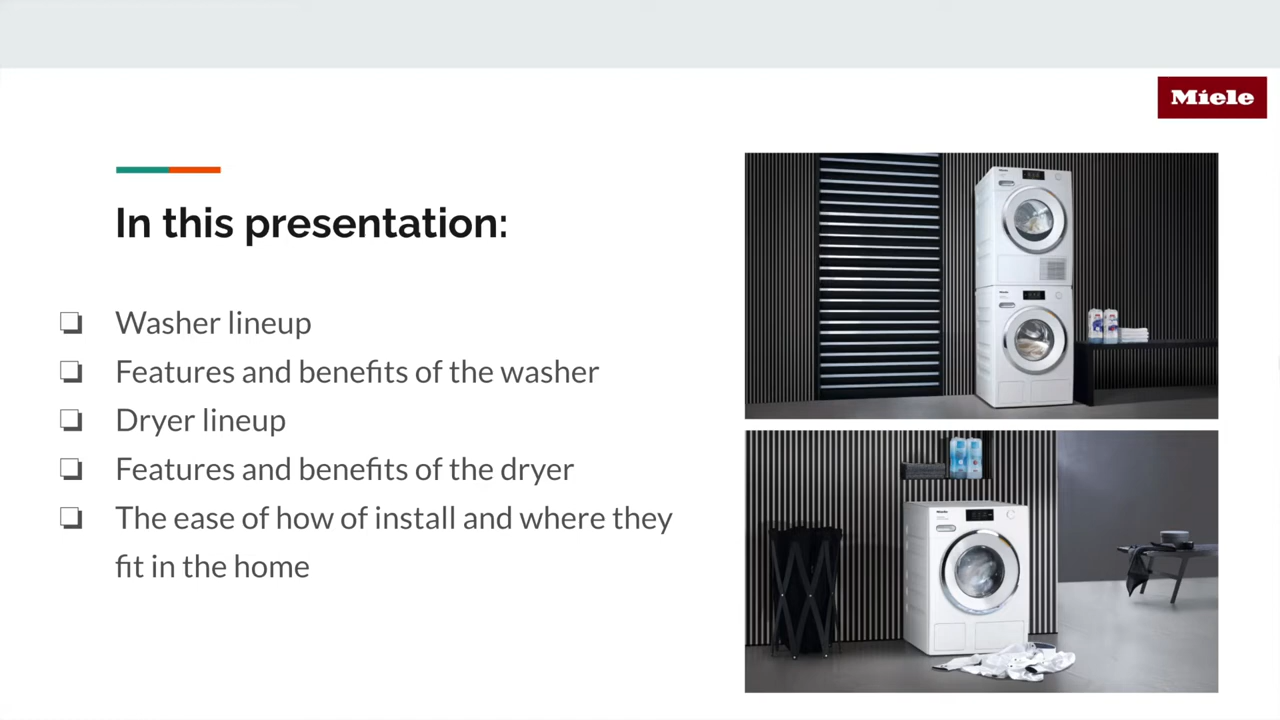 Miele
In this presentation:
Washer lineup
Features and benefits of the washer
Dryer lineup
Features and benefits of the dryer
The ease of how of install and where they
fit in the home